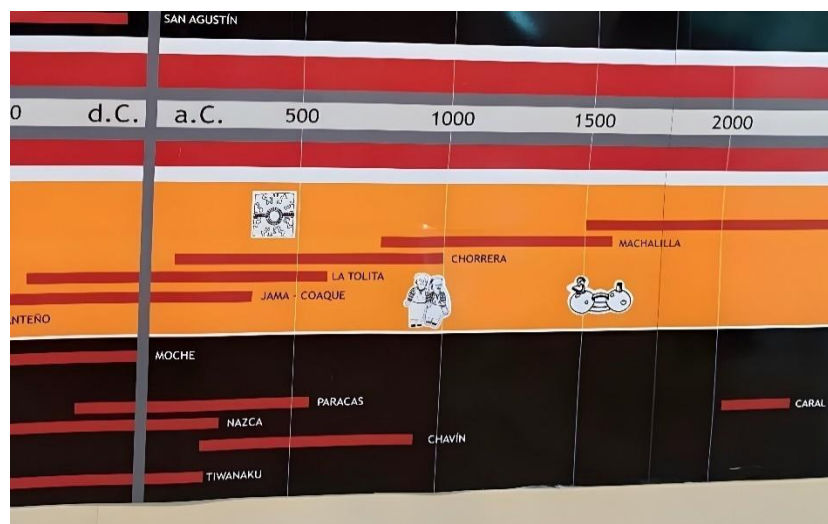 SAN AGUSTÍN
0 d.C. a.C. 500 1000 1500 2000
MACHALILLA
CHORRERA
LA TOLITA
JAMA - COAQUE
NTEÑO
MOCHE
PARACAS
CARAL
NAZCA
CHAVÍN
TIWANAKU